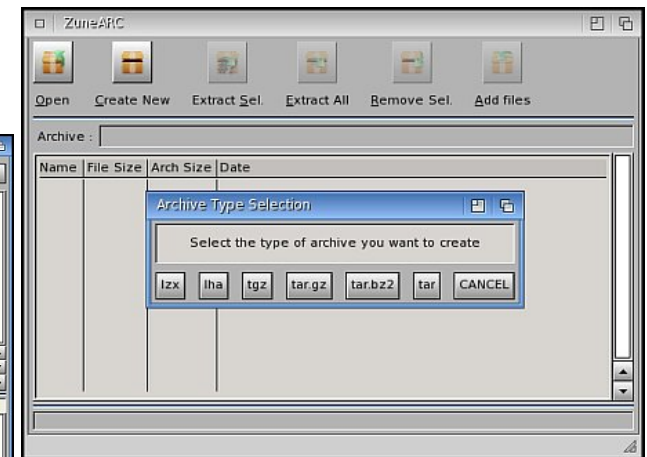 ZuneARC
Open Create New Extract Sel. Extract All Remove Sel. Add files
Archive :
Name File Size Arch Size Date
Archive Type Selection
Select the type of archive you want to create
lzx lha tgz tar.gz tar.bz2 tar CANCEL